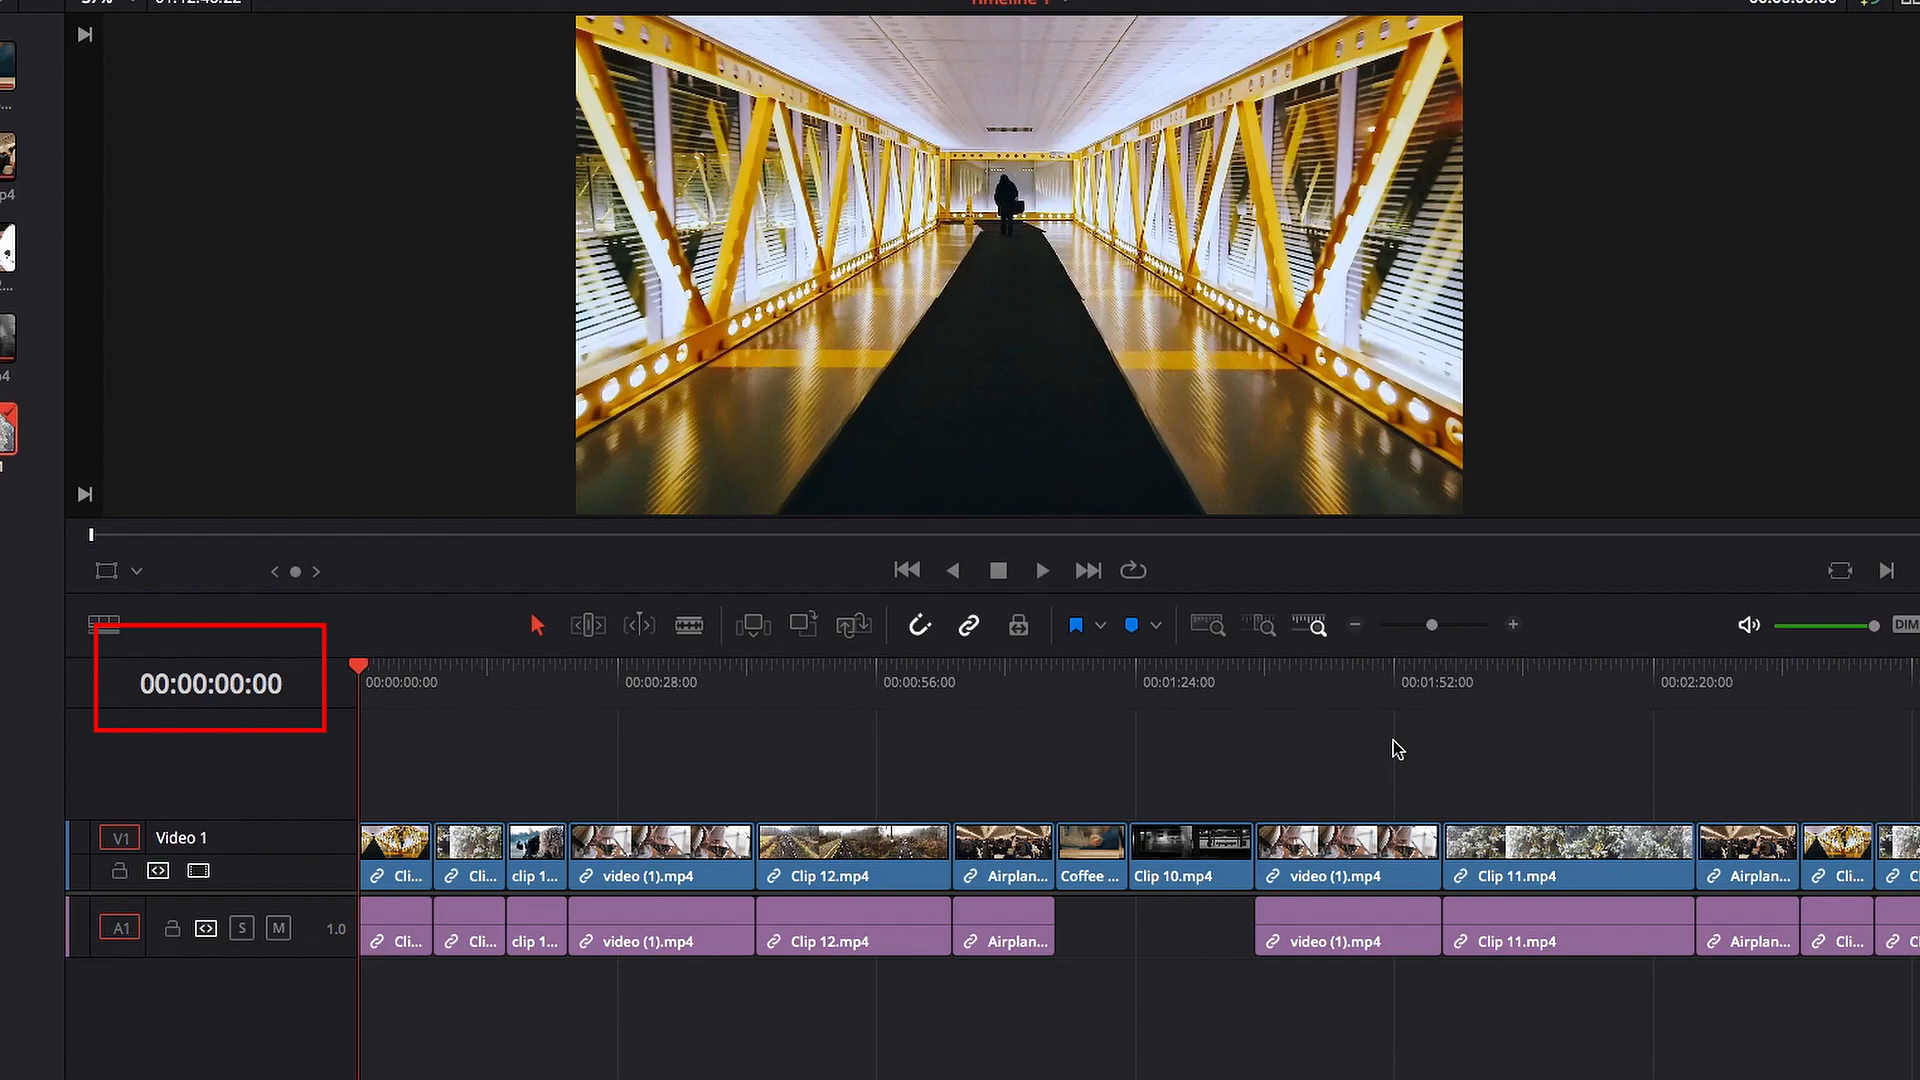 Timeline 1
p4
00:00:00:00
00:00:00:00
00:00:28:00
00:00:56:00
00:01:24:00
00:01:52:00
00:02:20:00
DIM
V1
Video 1
Cli...
Cli...
clip 1...
video (1).mp4
Clip 12.mp4
Airplan...
Coffee ...
Clip 10.mp4
video (1).mp4
Clip 11.mp4
Airplan...
Cli...
A1
S
M
1.0
Cli...
Cli...
clip 1...
video (1).mp4
Clip 12.mp4
Airplan...
video (1).mp4
Clip 11.mp4
Airplan...
Cli...